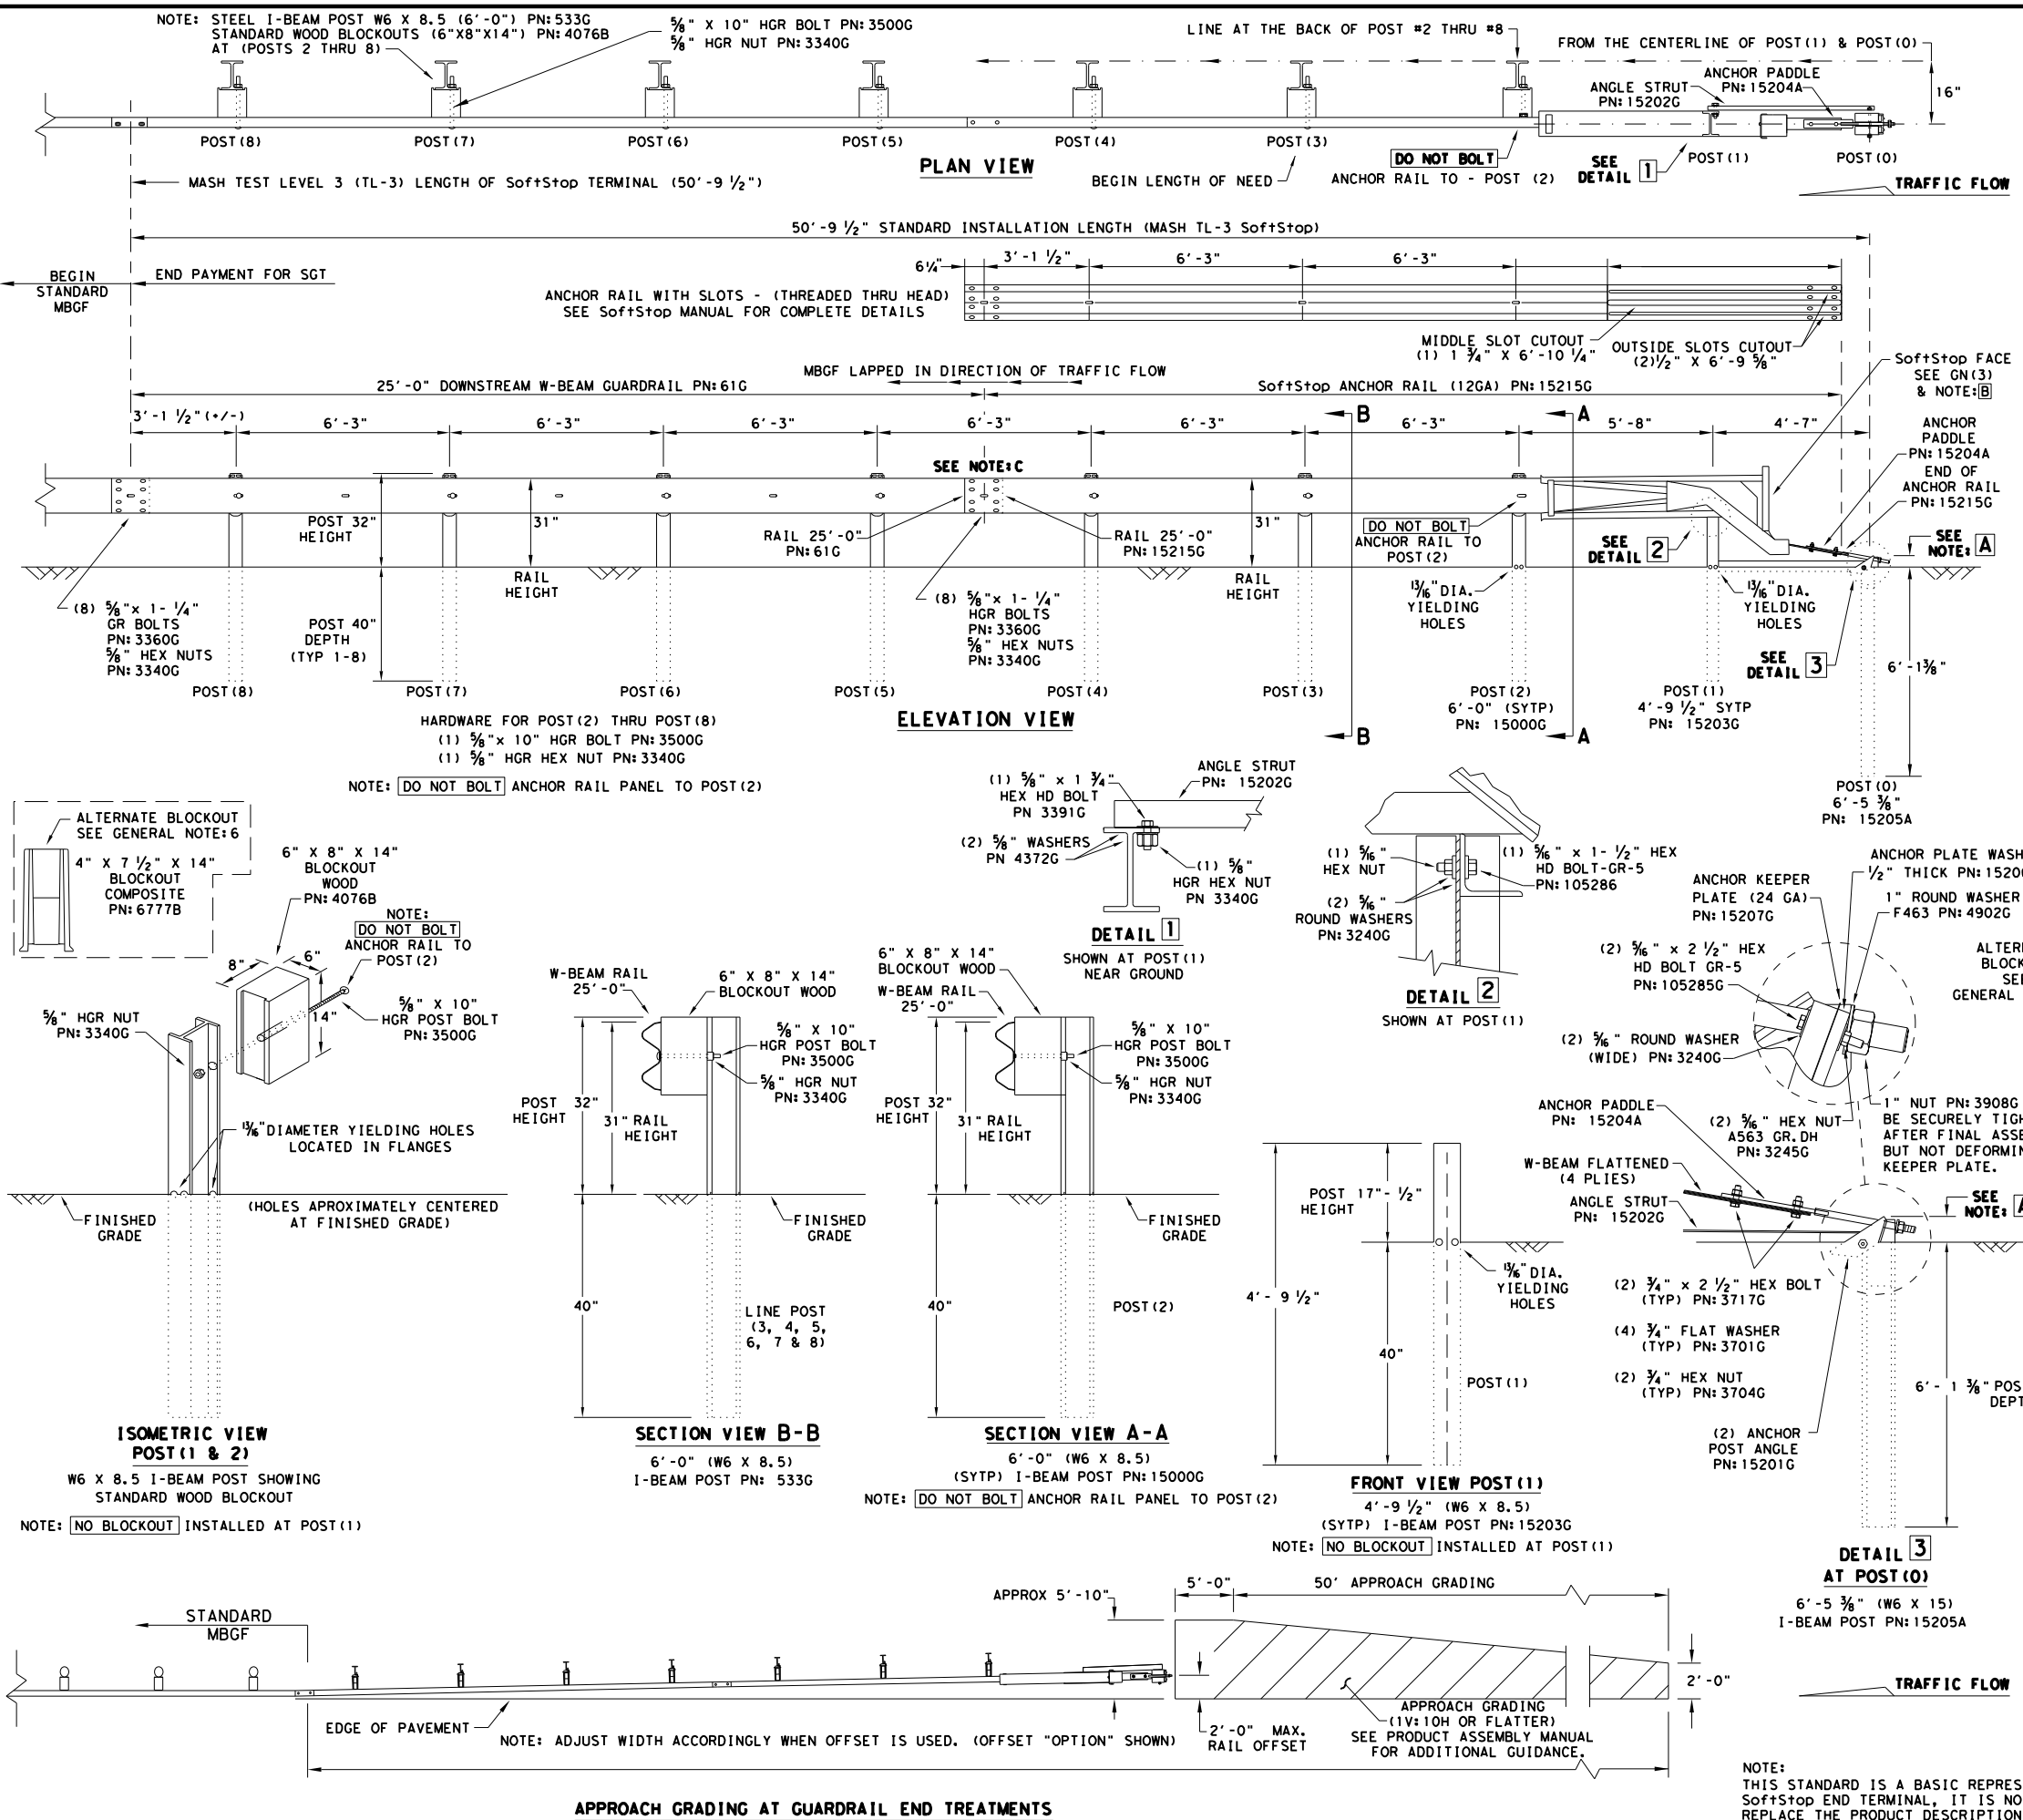 NOTE: STEEL I-BEAM POST W6 X 8.5 (6'-0") PN:533G
STANDARD WOOD BLOCKOUTS (6"X8"X14") PN:4076B
AT (POSTS 2 THRU 8)
5/8" X 10" HGR BOLT PN:3500G
5/8" HGR NUT PN:3340G
LINE AT THE BACK OF POST #2 THRU #8
FROM THE CENTERLINE OF POST(1) & POST(0)
ANCHOR PADDLE
PN:15204A
ANGLE STRUT
PN:15202G
16"
POST(8)
POST(7)
POST(6)
POST(5)
POST(4)
POST(3)
POST(1)
POST(0)
PLAN VIEW
DO NOT BOLT
ANCHOR RAIL TO - POST (2)
SEE
DETAIL 1
MASH TEST LEVEL 3 (TL-3) LENGTH OF SoftStop TERMINAL (50'-9 1/2")
BEGIN LENGTH OF NEED
TRAFFIC FLOW
50'-9 1/2" STANDARD INSTALLATION LENGTH (MASH TL-3 SoftStop)
BEGIN
STANDARD
MBGF
END PAYMENT FOR SGT
6 1/4"
3'-1 1/2"
6'-3"
6'-3"
ANCHOR RAIL WITH SLOTS - (THREADED THRU HEAD)
SEE SoftStop MANUAL FOR COMPLETE DETAILS
MIDDLE SLOT CUTOUT
(1) 1 3/4" X 6'-10 1/4"
OUTSIDE SLOTS CUTOUT
(2) 1/2" X 6'-9 5/8"
SoftStop FACE
SEE GN(3)
& NOTE: B
MBGF LAPPED IN DIRECTION OF TRAFFIC FLOW
25'-0" DOWNSTREAM W-BEAM GUARDRAIL PN:61G
SoftStop ANCHOR RAIL (12GA) PN:15215G
3'-1 1/2"(+/-)
6'-3"
6'-3"
6'-3"
6'-3"
6'-3"
6'-3"
5'-8"
4'-7"
B
A
ANCHOR
PADDLE
PN:15204A
END OF
ANCHOR RAIL
PN:15215G
SEE NOTE:C
POST 32"
HEIGHT
31"
RAIL
HEIGHT
RAIL 25'-0"
PN:61G
RAIL 25'-0"
PN:15215G
31"
RAIL
HEIGHT
DO NOT BOLT
ANCHOR RAIL TO
POST(2)
SEE
DETAIL 2
SEE
NOTE: A
13/16" DIA.
YIELDING
HOLES
13/16" DIA.
YIELDING
HOLES
(8) 5/8"x 1- 1/4"
GR BOLTS
PN:3360G
5/8" HEX NUTS
PN:3340G
POST 40"
DEPTH
(TYP 1-8)
(8) 5/8"x 1- 1/4"
HGR BOLTS
PN:3360G
5/8" HEX NUTS
PN:3340G
SEE
DETAIL 3
6'-1 3/8"
POST(8)
POST(7)
POST(6)
POST(5)
POST(4)
POST(3)
POST(2)
6'-0" (SYTP)
PN: 15000G
POST(1)
4'-9 1/2" SYTP
PN: 15203G
POST(0)
6'-5 3/8"
PN: 15205A
HARDWARE FOR POST(2) THRU POST(8)
(1) 5/8"x 10" HGR BOLT PN:3500G
(1) 5/8" HGR HEX NUT PN:3340G
ELEVATION VIEW
B
A
NOTE: DO NOT BOLT ANCHOR RAIL PANEL TO POST(2)
ALTERNATE BLOCKOUT
SEE GENERAL NOTE:6
4" X 7 1/2" X 14"
BLOCKOUT
COMPOSITE
PN:6777B
6" X 8" X 14"
BLOCKOUT
WOOD
PN:4076B
NOTE:
DO NOT BOLT
ANCHOR RAIL TO
POST(2)
8"
6"
14"
5/8" X 10"
HGR POST BOLT
PN:3500G
5/8" HGR NUT
PN:3340G
13/16" DIAMETER YIELDING HOLES
LOCATED IN FLANGES
(HOLES APROXIMATELY CENTERED
AT FINISHED GRADE)
FINISHED
GRADE
ISOMETRIC VIEW
POST(1 & 2)
W6 X 8.5 I-BEAM POST SHOWING
STANDARD WOOD BLOCKOUT
NOTE: NO BLOCKOUT INSTALLED AT POST(1)
W-BEAM RAIL
25'-0"
6" X 8" X 14"
BLOCKOUT WOOD
5/8" X 10"
HGR POST BOLT
PN:3500G
5/8" HGR NUT
PN:3340G
POST 32"
HEIGHT
31" RAIL
HEIGHT
FINISHED
GRADE
40"
LINE POST
(3, 4, 5,
6, 7 & 8)
SECTION VIEW B-B
6'-0" (W6 X 8.5)
I-BEAM POST PN: 533G
6" X 8" X 14"
BLOCKOUT WOOD
W-BEAM RAIL
25'-0"
5/8" X 10"
HGR POST BOLT
PN:3500G
5/8" HGR NUT
PN:3340G
POST 32"
HEIGHT
31" RAIL
HEIGHT
FINISHED
GRADE
40"
POST(2)
SECTION VIEW A-A
6'-0" (W6 X 8.5)
(SYTP) I-BEAM POST PN:15000G
NOTE: DO NOT BOLT ANCHOR RAIL PANEL TO POST(2)
(1) 5/8" x 1 3/4"
HEX HD BOLT
PN 3391G
ANGLE STRUT
PN: 15202G
(2) 5/8" WASHERS
PN 4372G
(1) 5/8
HGR HEX NUT
PN 3340G
DETAIL 1
SHOWN AT POST(1)
NEAR GROUND
(1) 5/16"
HEX NUT
(1) 5/16" x 1- 1/2" HEX
HD BOLT-GR-5
PN:105286
(2) 5/16"
ROUND WASHERS
PN:3240G
DETAIL 2
SHOWN AT POST(1)
ANCHOR PLATE WASH
1/2" THICK PN:1520
ANCHOR KEEPER
PLATE (24 GA)
PN:15207G
1" ROUND WASHER
F463 PN:4902G
(2) 5/16" x 2 1/2" HEX
HD BOLT GR-5
PN:105285G
ALTER
BLOCK
SE
GENERAL
(2) 5/16" ROUND WASHER
(WIDE) PN:3240G
1" NUT PN:3908G
BE SECURELY TIGH
AFTER FINAL ASSE
BUT NOT DEFORMIN
KEEPER PLATE.
(2) 5/16" HEX NUT
A563 GR.DH
PN:3245G
ANCHOR PADDLE
PN: 15204A
W-BEAM FLATTENED
(4 PLIES)
ANGLE STRUT
PN: 15202G
SEE
NOTE: A
POST 17"- 1/2"
HEIGHT
13/16" DIA.
YIELDING
HOLES
4'- 9 1/2"
40"
POST(1)
FRONT VIEW POST(1)
4'-9 1/2" (W6 X 8.5)
(SYTP) I-BEAM POST PN:15203G
NOTE: NO BLOCKOUT INSTALLED AT POST(1)
(2) 3/4" x 2 1/2" HEX BOLT
(TYP) PN:3717G
(4) 3/4" FLAT WASHER
(TYP) PN:3701G
(2) 3/4" HEX NUT
(TYP) PN:3704G
6'- 1 3/8" POS
DEPT
(2) ANCHOR
POST ANGLE
PN:15201G
DETAIL 3
AT POST(0)
6'-5 3/8" (W6 X 15)
I-BEAM POST PN:15205A
STANDARD
MBGF
APPROX 5'-10"
5'-0"
50' APPROACH GRADING
2'-0"
TRAFFIC FLOW
EDGE OF PAVEMENT
NOTE: ADJUST WIDTH ACCORDINGLY WHEN OFFSET IS USED. (OFFSET "OPTION" SHOWN)
2'-0" MAX.
RAIL OFFSET
APPROACH GRADING
(1V:10H OR FLATTER)
SEE PRODUCT ASSEMBLY MANUAL
FOR ADDITIONAL GUIDANCE.
APPROACH GRADING AT GUARDRAIL END TREATMENTS
NOTE:
THIS STANDARD IS A BASIC REPRES
SoftStop END TERMINAL, IT IS NO
REPLACE THE PRODUCT DESCRIPTION